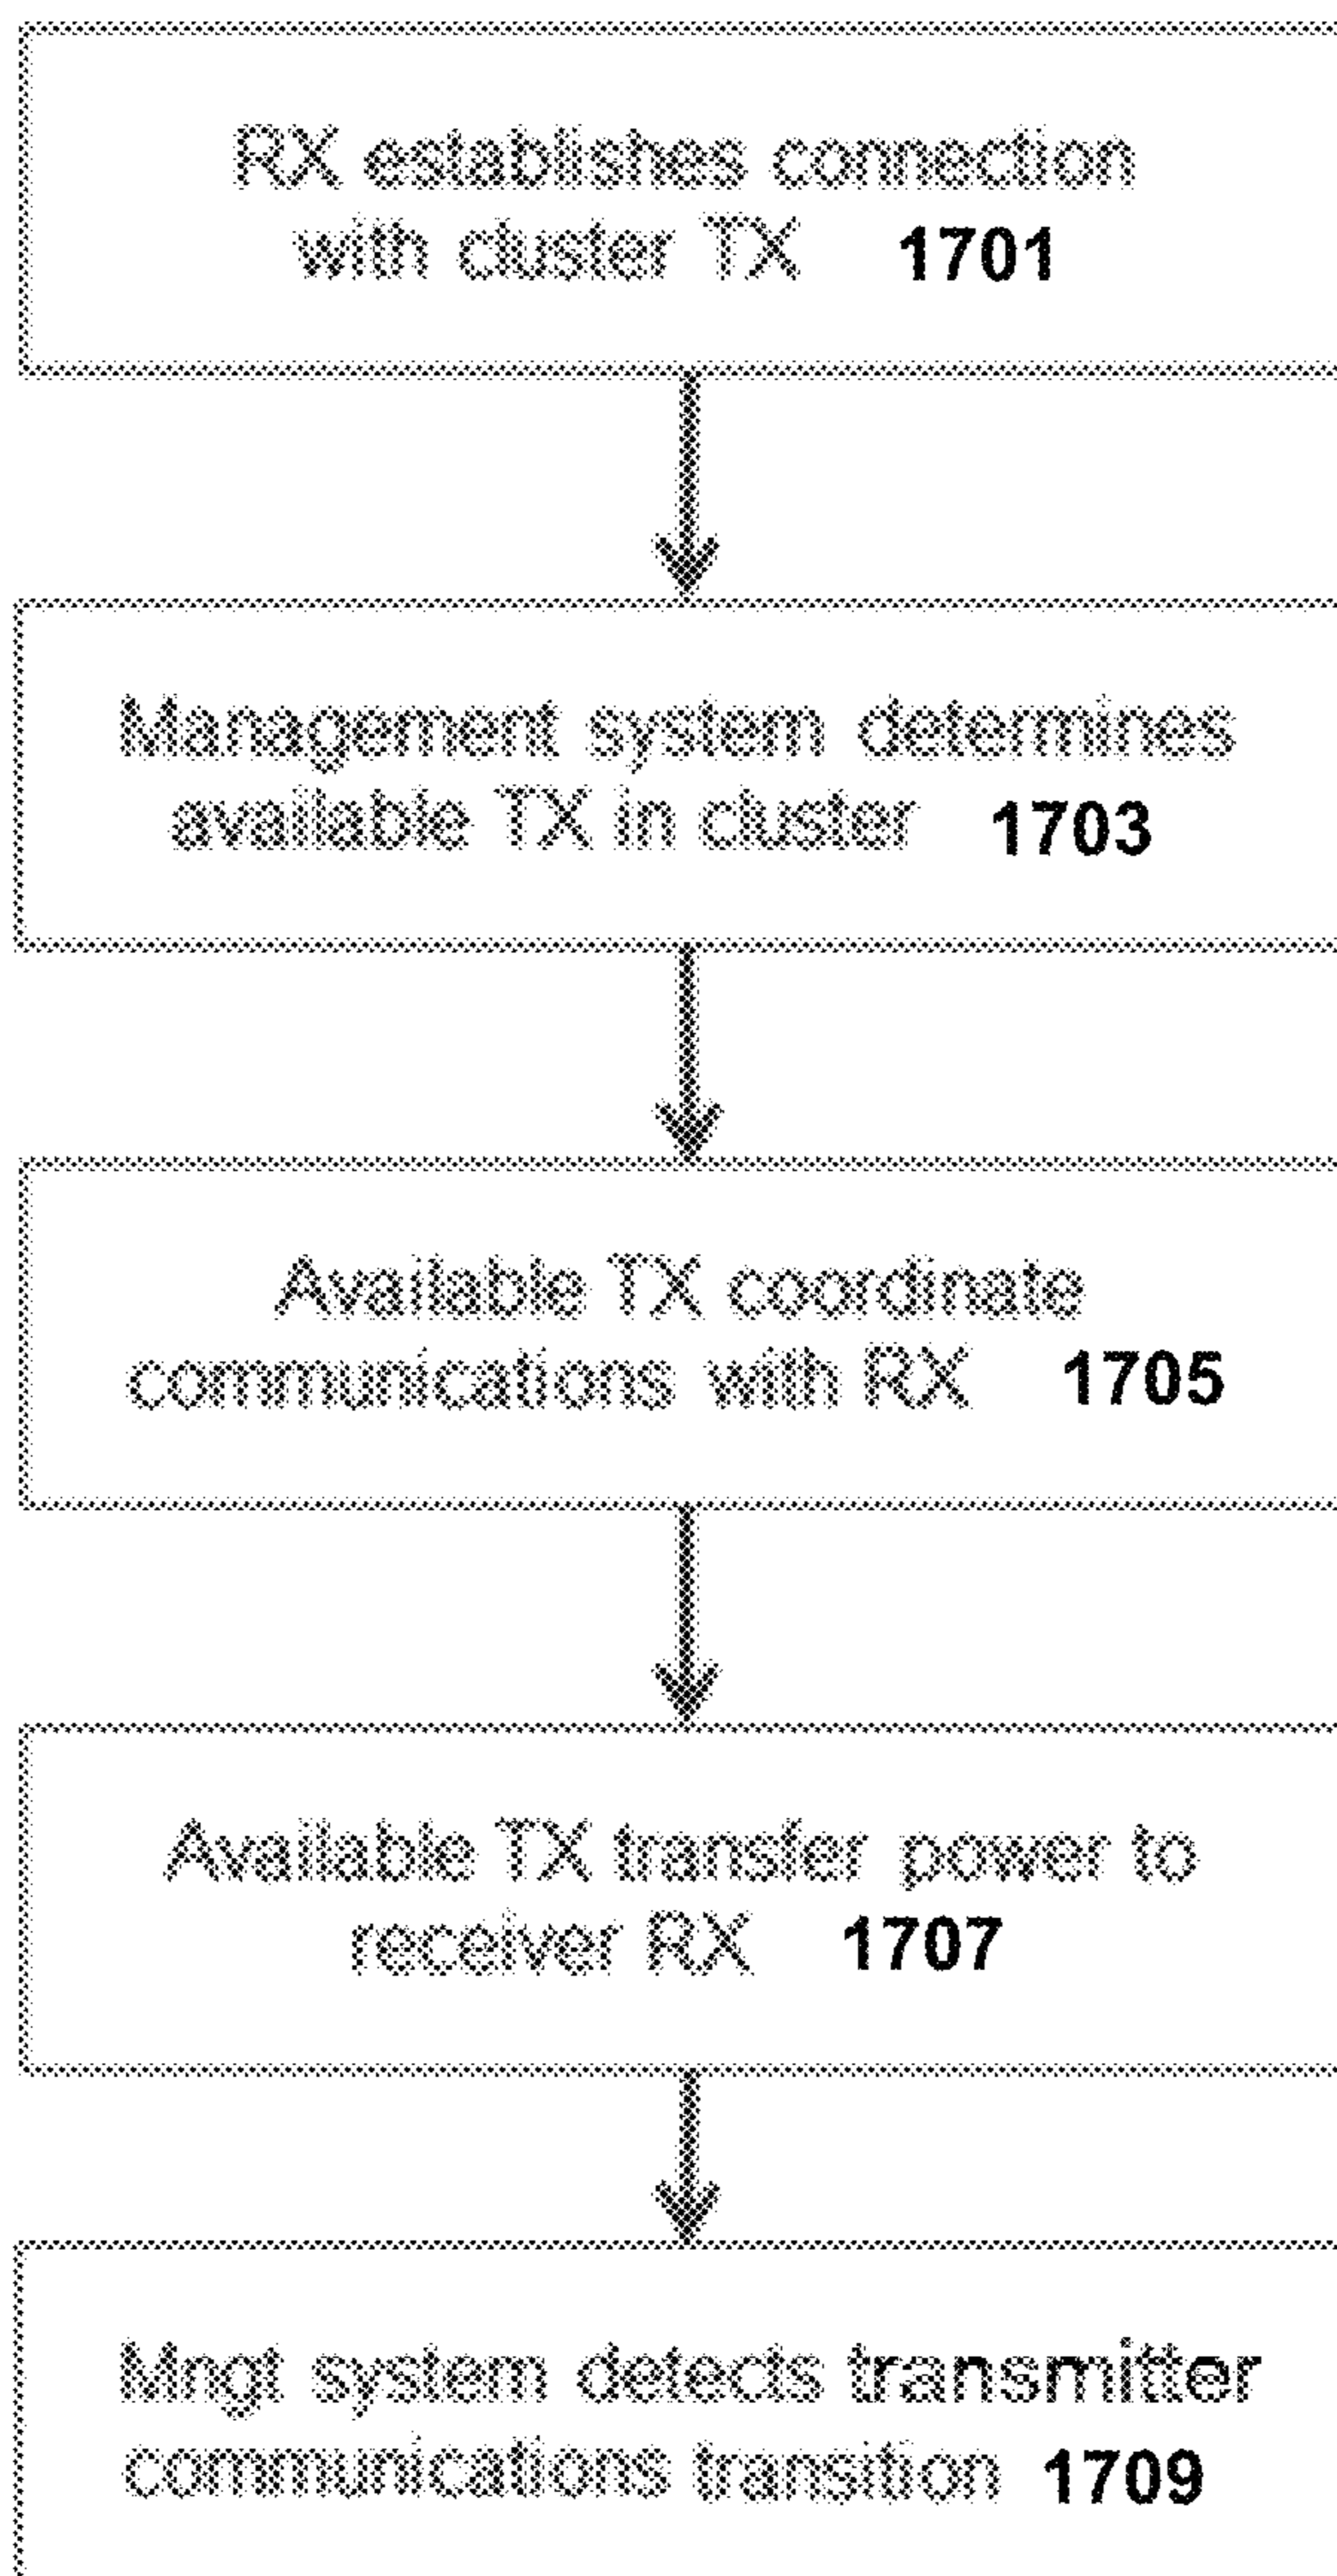 RX establishes connection
with cluster TX 1701
Management system determines
available TX in cluster 1703
Available TX coordinate
communications with RX 1705
Available TX transfer power to
receiver RX 1707
Mngt system detects transmitter
communications transition 1709